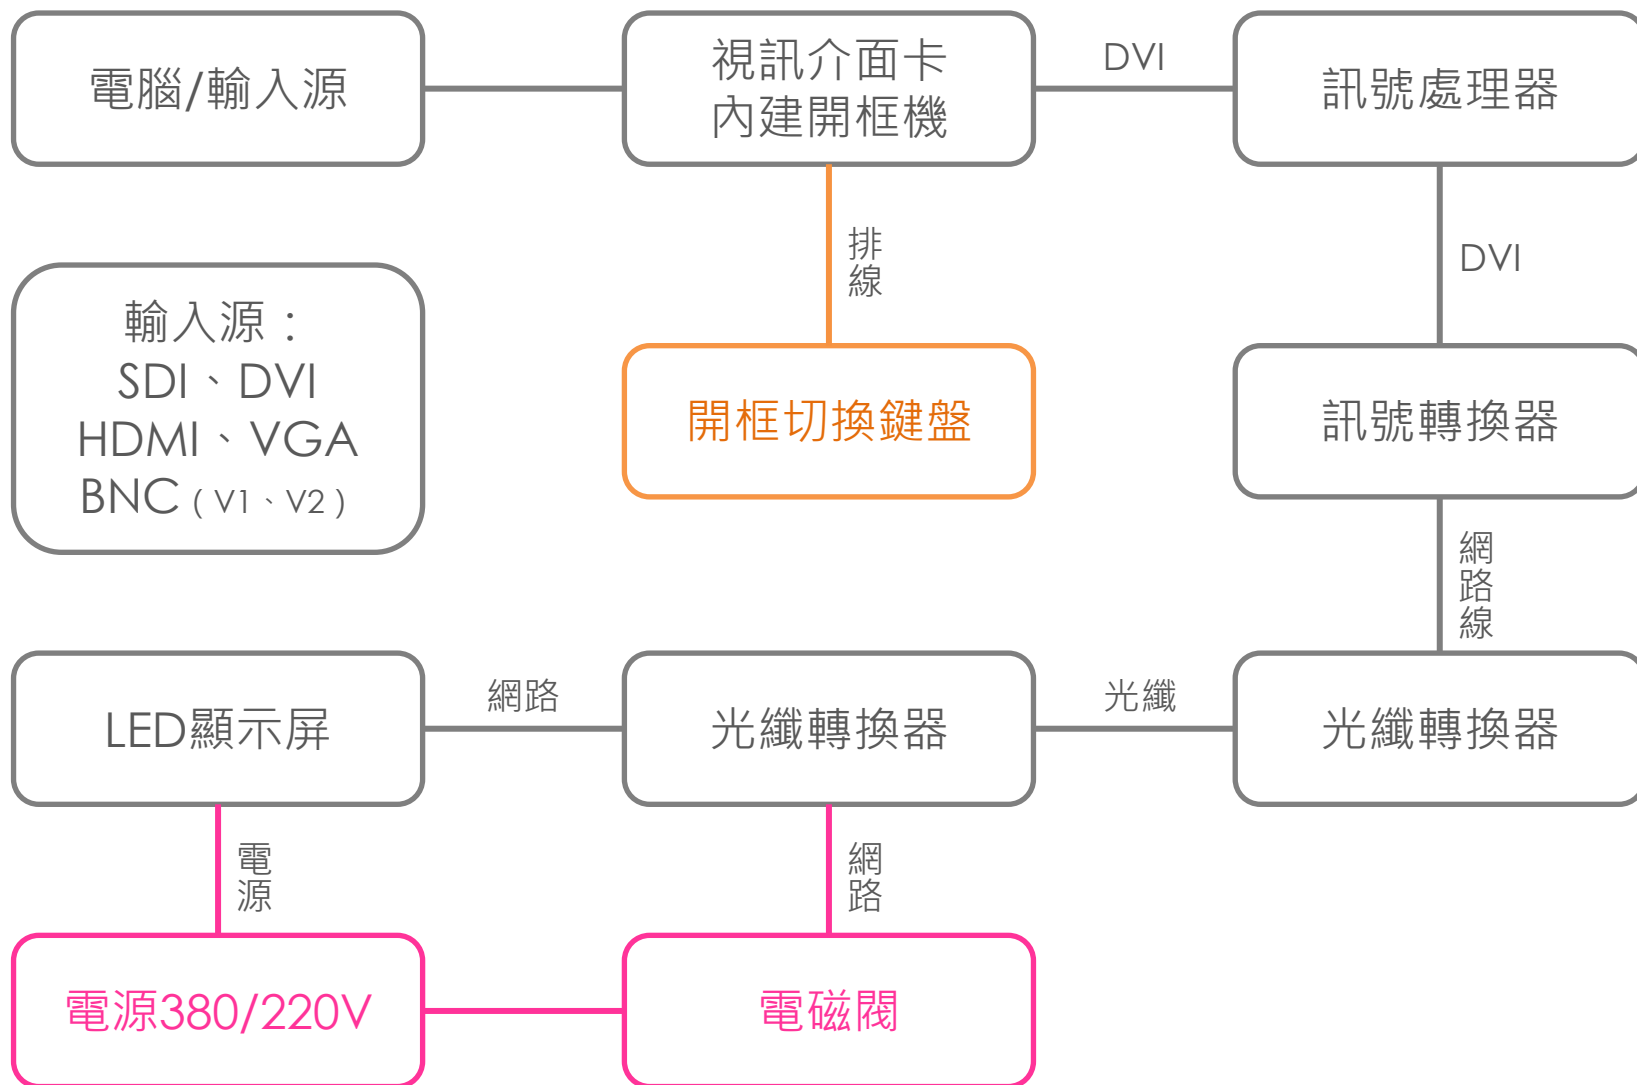 電腦/輸入源
視訊介面卡
內建開框機
DVI
訊號處理器
排線
DVI
輸入源：
SDI、DVI
HDMI、VGA
BNC（V1、V2）
開框切換鍵盤
訊號轉換器
網路線
LED顯示屏
網路
光纖轉換器
光纖
光纖轉換器
電源
網路
電源380/220V
電磁閥